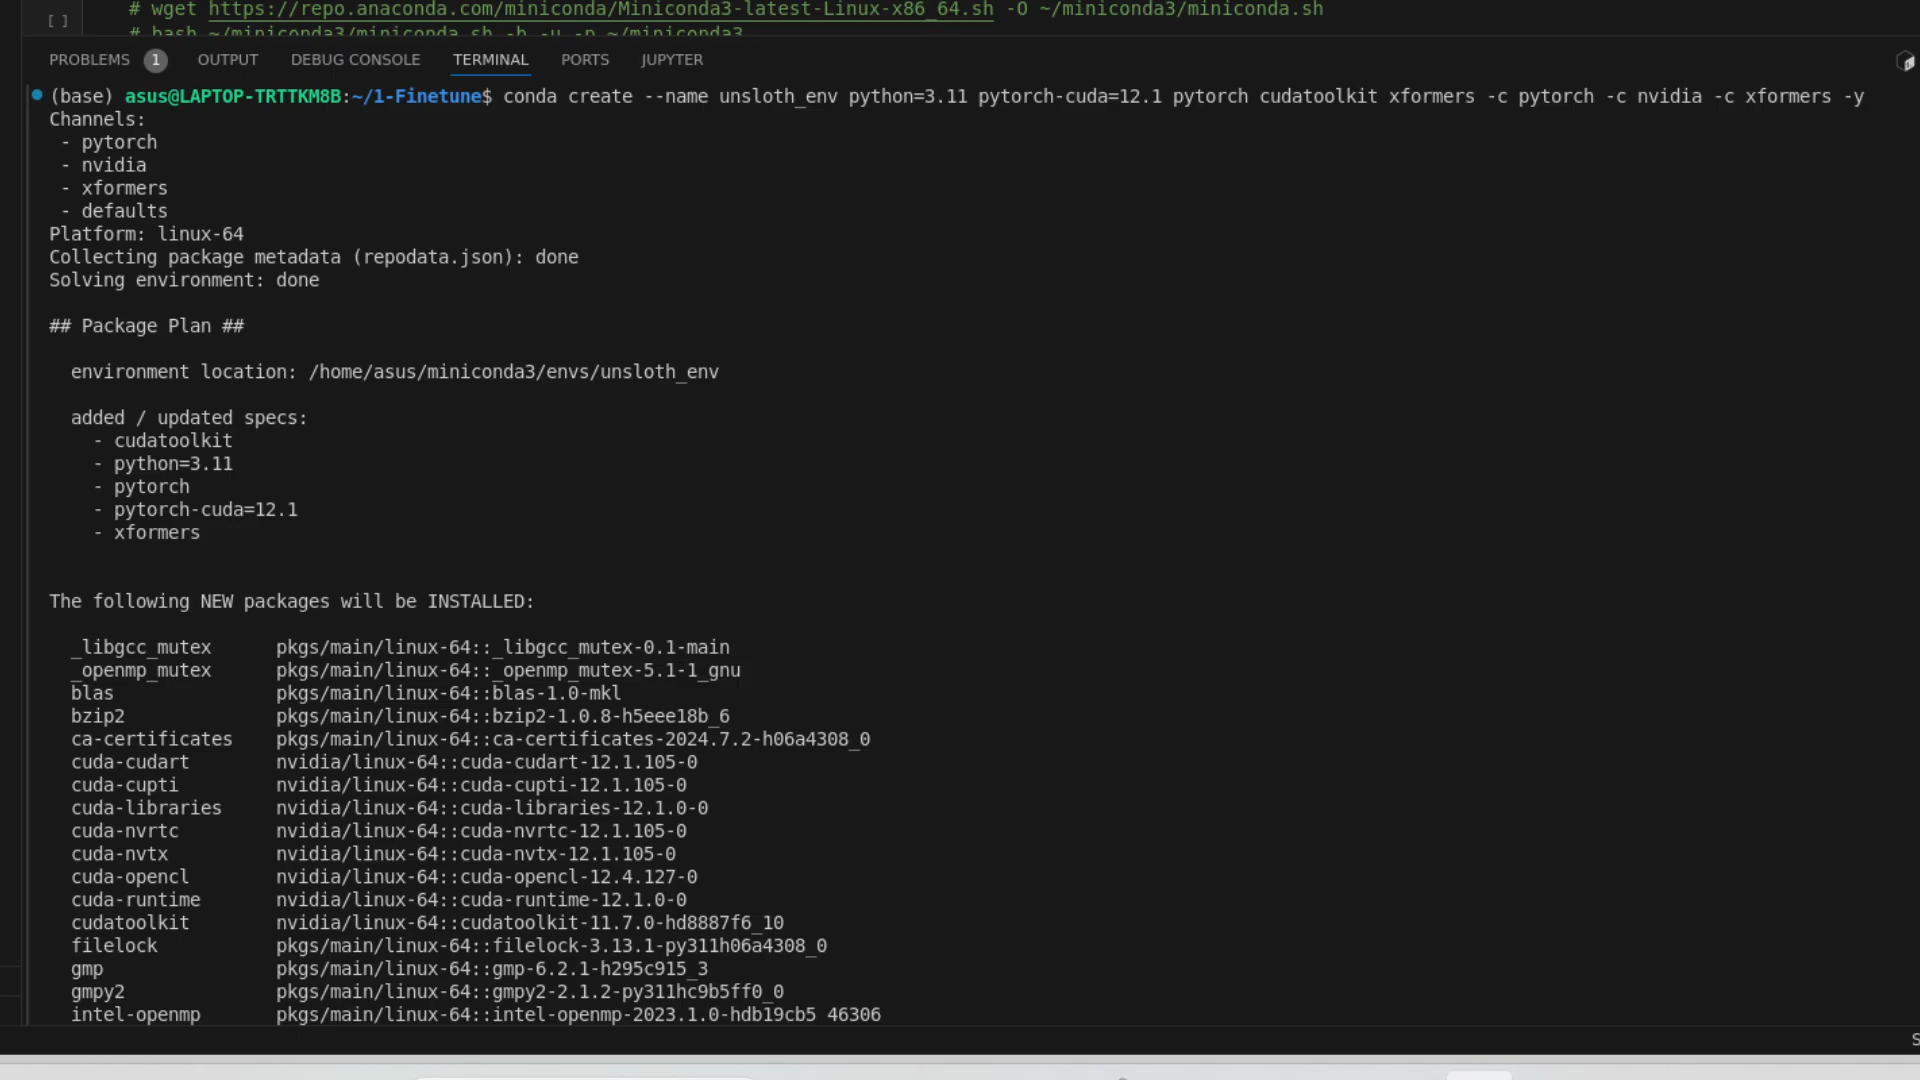 [ ]
# wget https://repo.anaconda.com/miniconda/Miniconda3-latest-Linux-x86_64.sh -O ~/miniconda3/miniconda.sh
# bash ~/miniconda3/miniconda.sh -b -u -p ~/miniconda3
PROBLEMS 1 OUTPUT DEBUG CONSOLE TERMINAL PORTS JUPYTER
(base) asus@LAPTOP-TRTTKM8B:~/1-Finetune$ conda create --name unsloth_env python=3.11 pytorch-cuda=12.1 pytorch cudatoolkit xformers -c pytorch -c nvidia -c xformers -y
Channels:
- pytorch
- nvidia
- xformers
- defaults
Platform: linux-64
Collecting package metadata (repodata.json): done
Solving environment: done
## Package Plan ##
environment location: /home/asus/miniconda3/envs/unsloth_env
added / updated specs:
- cudatoolkit
- python=3.11
- pytorch
- pytorch-cuda=12.1
- xformers
The following NEW packages will be INSTALLED:
_libgcc_mutex pkgs/main/linux-64::_libgcc_mutex-0.1-main
_openmp_mutex pkgs/main/linux-64::_openmp_mutex-5.1-1_gnu
blas pkgs/main/linux-64::blas-1.0-mkl
bzip2 pkgs/main/linux-64::bzip2-1.0.8-h5eee18b_6
ca-certificates pkgs/main/linux-64::ca-certificates-2024.7.2-h06a4308_0
cuda-cudart nvidia/linux-64::cuda-cudart-12.1.105-0
cuda-cupti nvidia/linux-64::cuda-cupti-12.1.105-0
cuda-libraries nvidia/linux-64::cuda-libraries-12.1.0-0
cuda-nvrtc nvidia/linux-64::cuda-nvrtc-12.1.105-0
cuda-nvtx nvidia/linux-64::cuda-nvtx-12.1.105-0
cuda-opencl nvidia/linux-64::cuda-opencl-12.4.127-0
cuda-runtime nvidia/linux-64::cuda-runtime-12.1.0-0
cudatoolkit nvidia/linux-64::cudatoolkit-11.7.0-hd8887f6_10
filelock pkgs/main/linux-64::filelock-3.13.1-py311h06a4308_0
gmp pkgs/main/linux-64::gmp-6.2.1-h295c915_3
gmpy2 pkgs/main/linux-64::gmpy2-2.1.2-py311hc9b5ff0_0
intel-openmp pkgs/main/linux-64::intel-openmp-2023.1.0-hdb19cb5_46306